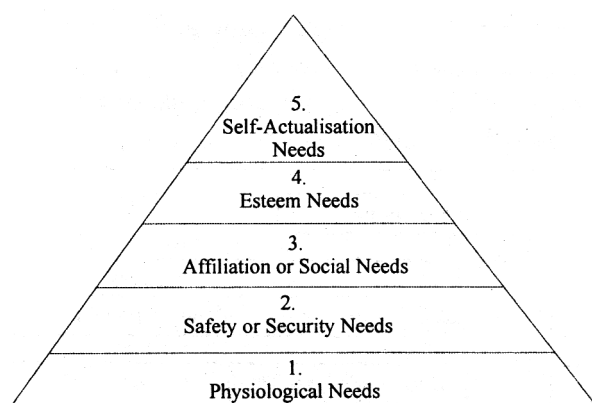 5.
Self-Actualisation
Needs
4.
Esteem Needs
3.
Affiliation or Social Needs
2.
Safety or Security Needs
1.
Physiological Needs